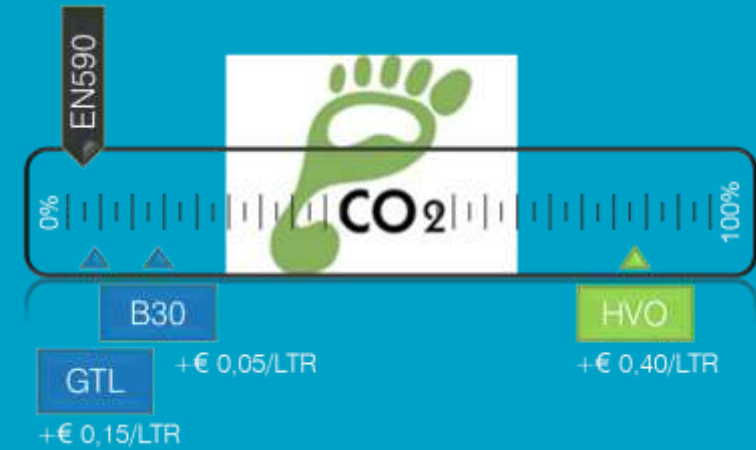 EN590
0%
CO2
100%
B30
+€ 0,05/LTR
HVO
+€ 0,40/LTR
GTL
+€ 0,15/LTR